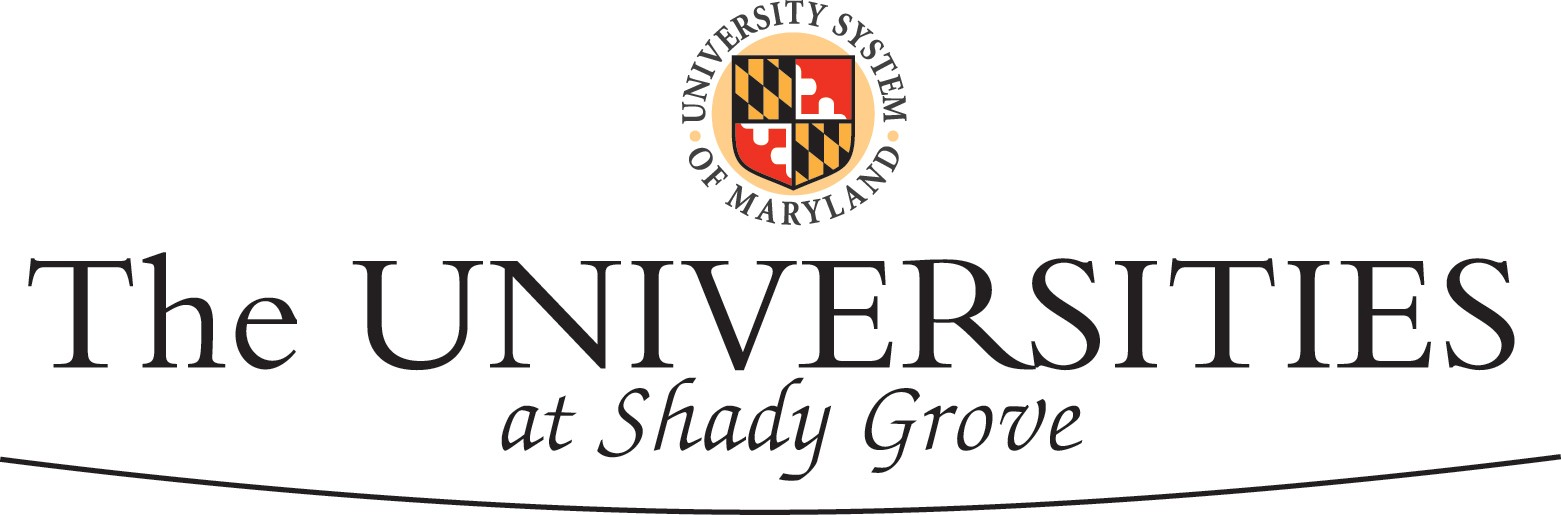 UNIVERSITY SYSTEM
OF MARYLAND
The UNIVERSITIES
at Shady Grove